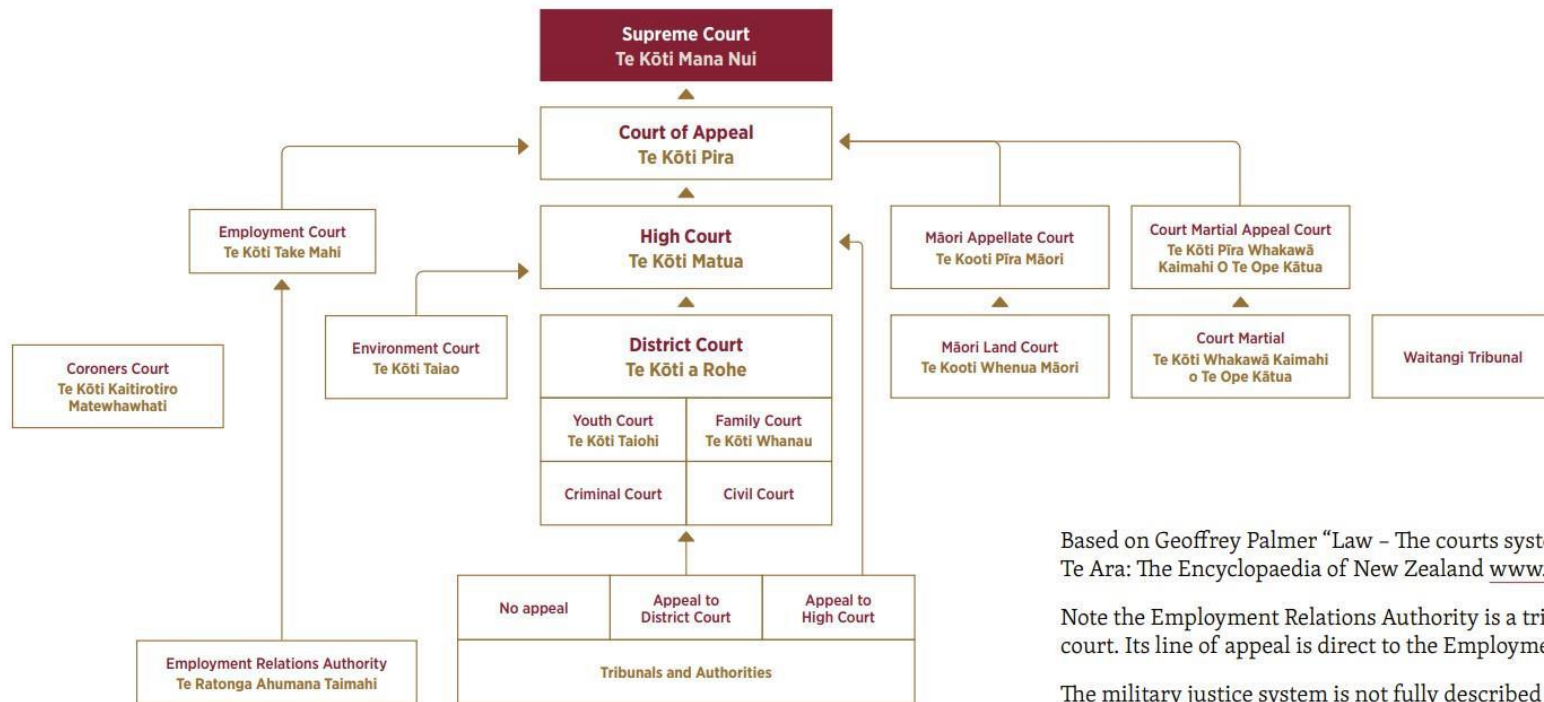 Supreme Court
Te Kōti Mana Nui
Court of Appeal
Te Kōti Pira
Employment Court
Te Kōti Take Mahi
High Court
Te Kōti Matua
Māori Appellate Court
Te Kooti Pīra Māori
Court Martial Appeal Court
Te Kōti Pīra Whakawā
Kaimahi O Te Ope Kātua
Coroners Court
Te Kōti Kaitirotiro
Matewhawhati
Environment Court
Te Kōti Taiao
District Court
Te Kōti a Rohe
Māori Land Court
Te Kooti Whenua Māori
Court Martial
Te Kōti Whakawā Kaimahi
o Te Ope Kātua
Waitangi Tribunal
Youth Court
Te Kōti Taiohi
Family Court
Te Kōti Whanau
Criminal Court
Civil Court
No appeal
Appeal to
District Court
Appeal to
High Court
Tribunals and Authorities
Employment Relations Authority
Te Ratonga Ahumana Taimahi
Based on Geoffrey Palmer “Law – The courts
Te Ara: The Encyclopaedia of New Zealand www.
Note the Employment Relations Authority is a
court. Its line of appeal is direct to the
The military justice system is not fully described